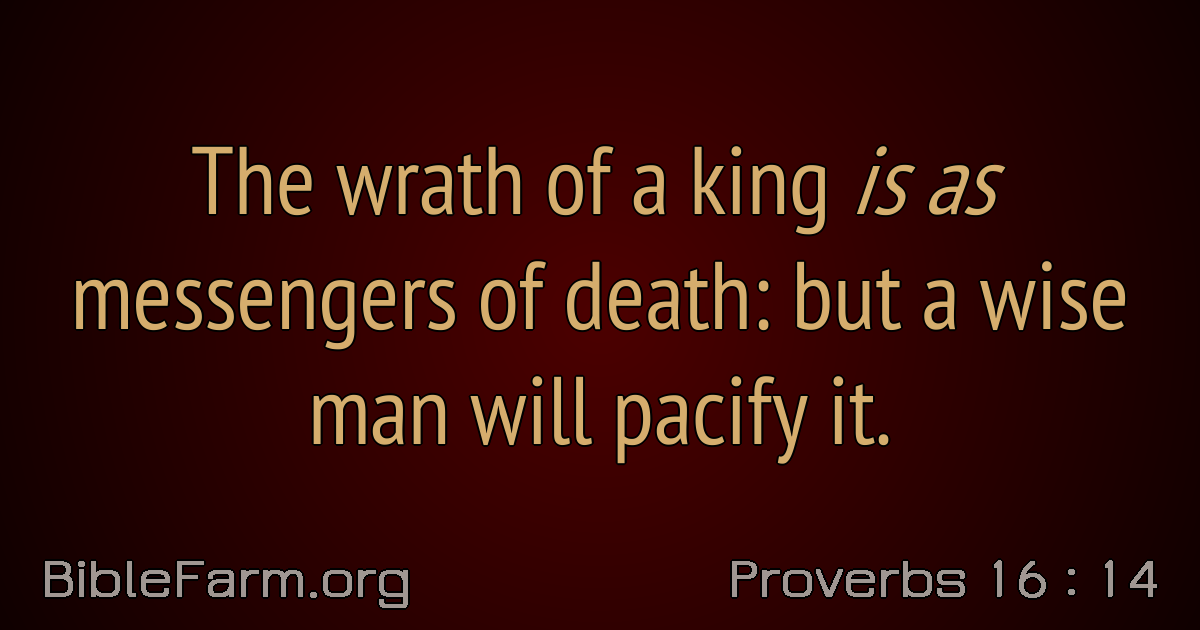 The wrath of a king is as
messengers of death: but a wise
man will pacify it.
BibleFarm.org
Proverbs 16 : 14